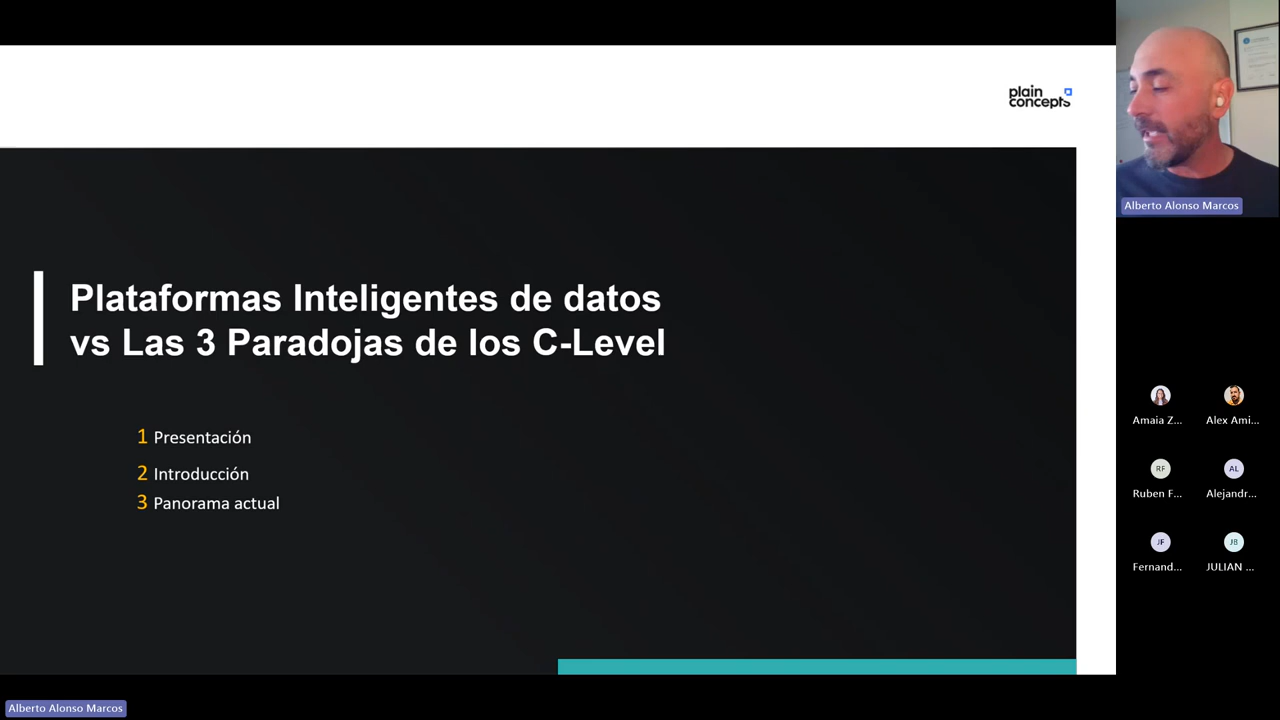 plain
concepts
Alberto Alonso Marcos
Plataformas Inteligentes de datos
vs Las 3 Paradojas de los C-Level
1 Presentación
2 Introducción
3 Panorama actual
Amaia Z...
Alex Ami...
RF
AL
Ruben F...
Alejandr...
JF
JB
Fernand...
JULIAN ...
Alberto Alonso Marcos